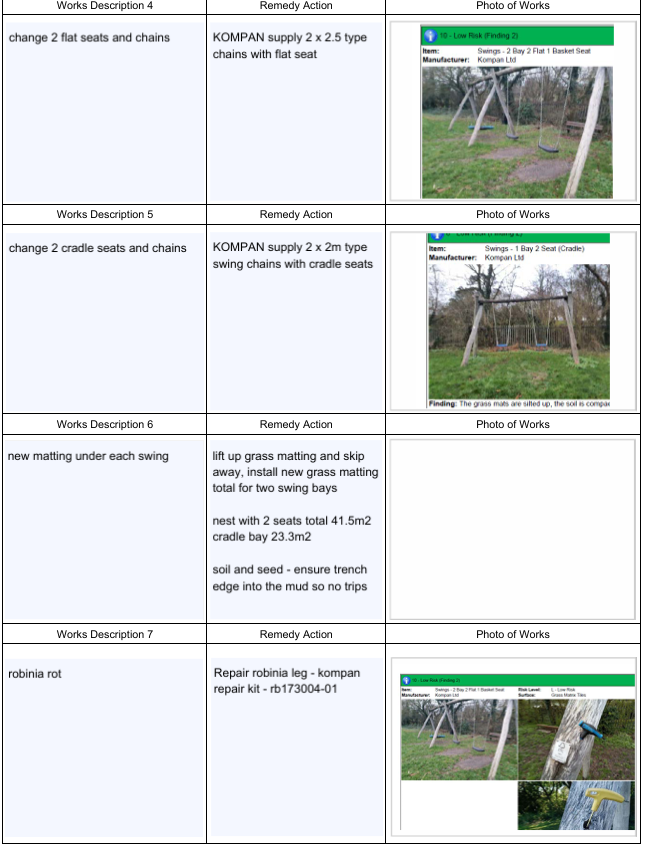 Works Description 4
Remedy Action
Photo of Works
change 2 flat seats and chains
KOMPAN supply 2 x 2.5 type
chains with flat seat
10 - Low Risk (Finding 2)
Item: Swings - 2 Bay 2 Flat 1 Basket Seat
Manufacturer: Kompan Ltd
Works Description 5
Remedy Action
Photo of Works
change 2 cradle seats and chains
KOMPAN supply 2 x 2m type
swing chains with cradle seats
Low Risk (Finding
Item: Swings - 1 Bay 2 Seat (Cradle)
Manufacturer: Kompan Ltd
Finding: The grass mats are silted up, the soil is compac
Works Description 6
Remedy Action
Photo of Works
new matting under each swing
lift up grass matting and skip
away, install new grass matting
total for two swing bays
nest with 2 seats total 41.5m2
cradle bay 23.3m2
soil and seed - ensure trench
edge into the mud so no trips
Works Description 7
Remedy Action
Photo of Works
robinia rot
Repair robinia leg - kompan
repair kit - rb173004-01
10 - Low Risk (Finding 2)
Item: Swings - 2 Bay 2 Flat 1 Basket Seat
Risk Level: L - Low Risk
Manufacturer: Kompan Ltd
Surface: Grass Matrix Tiles